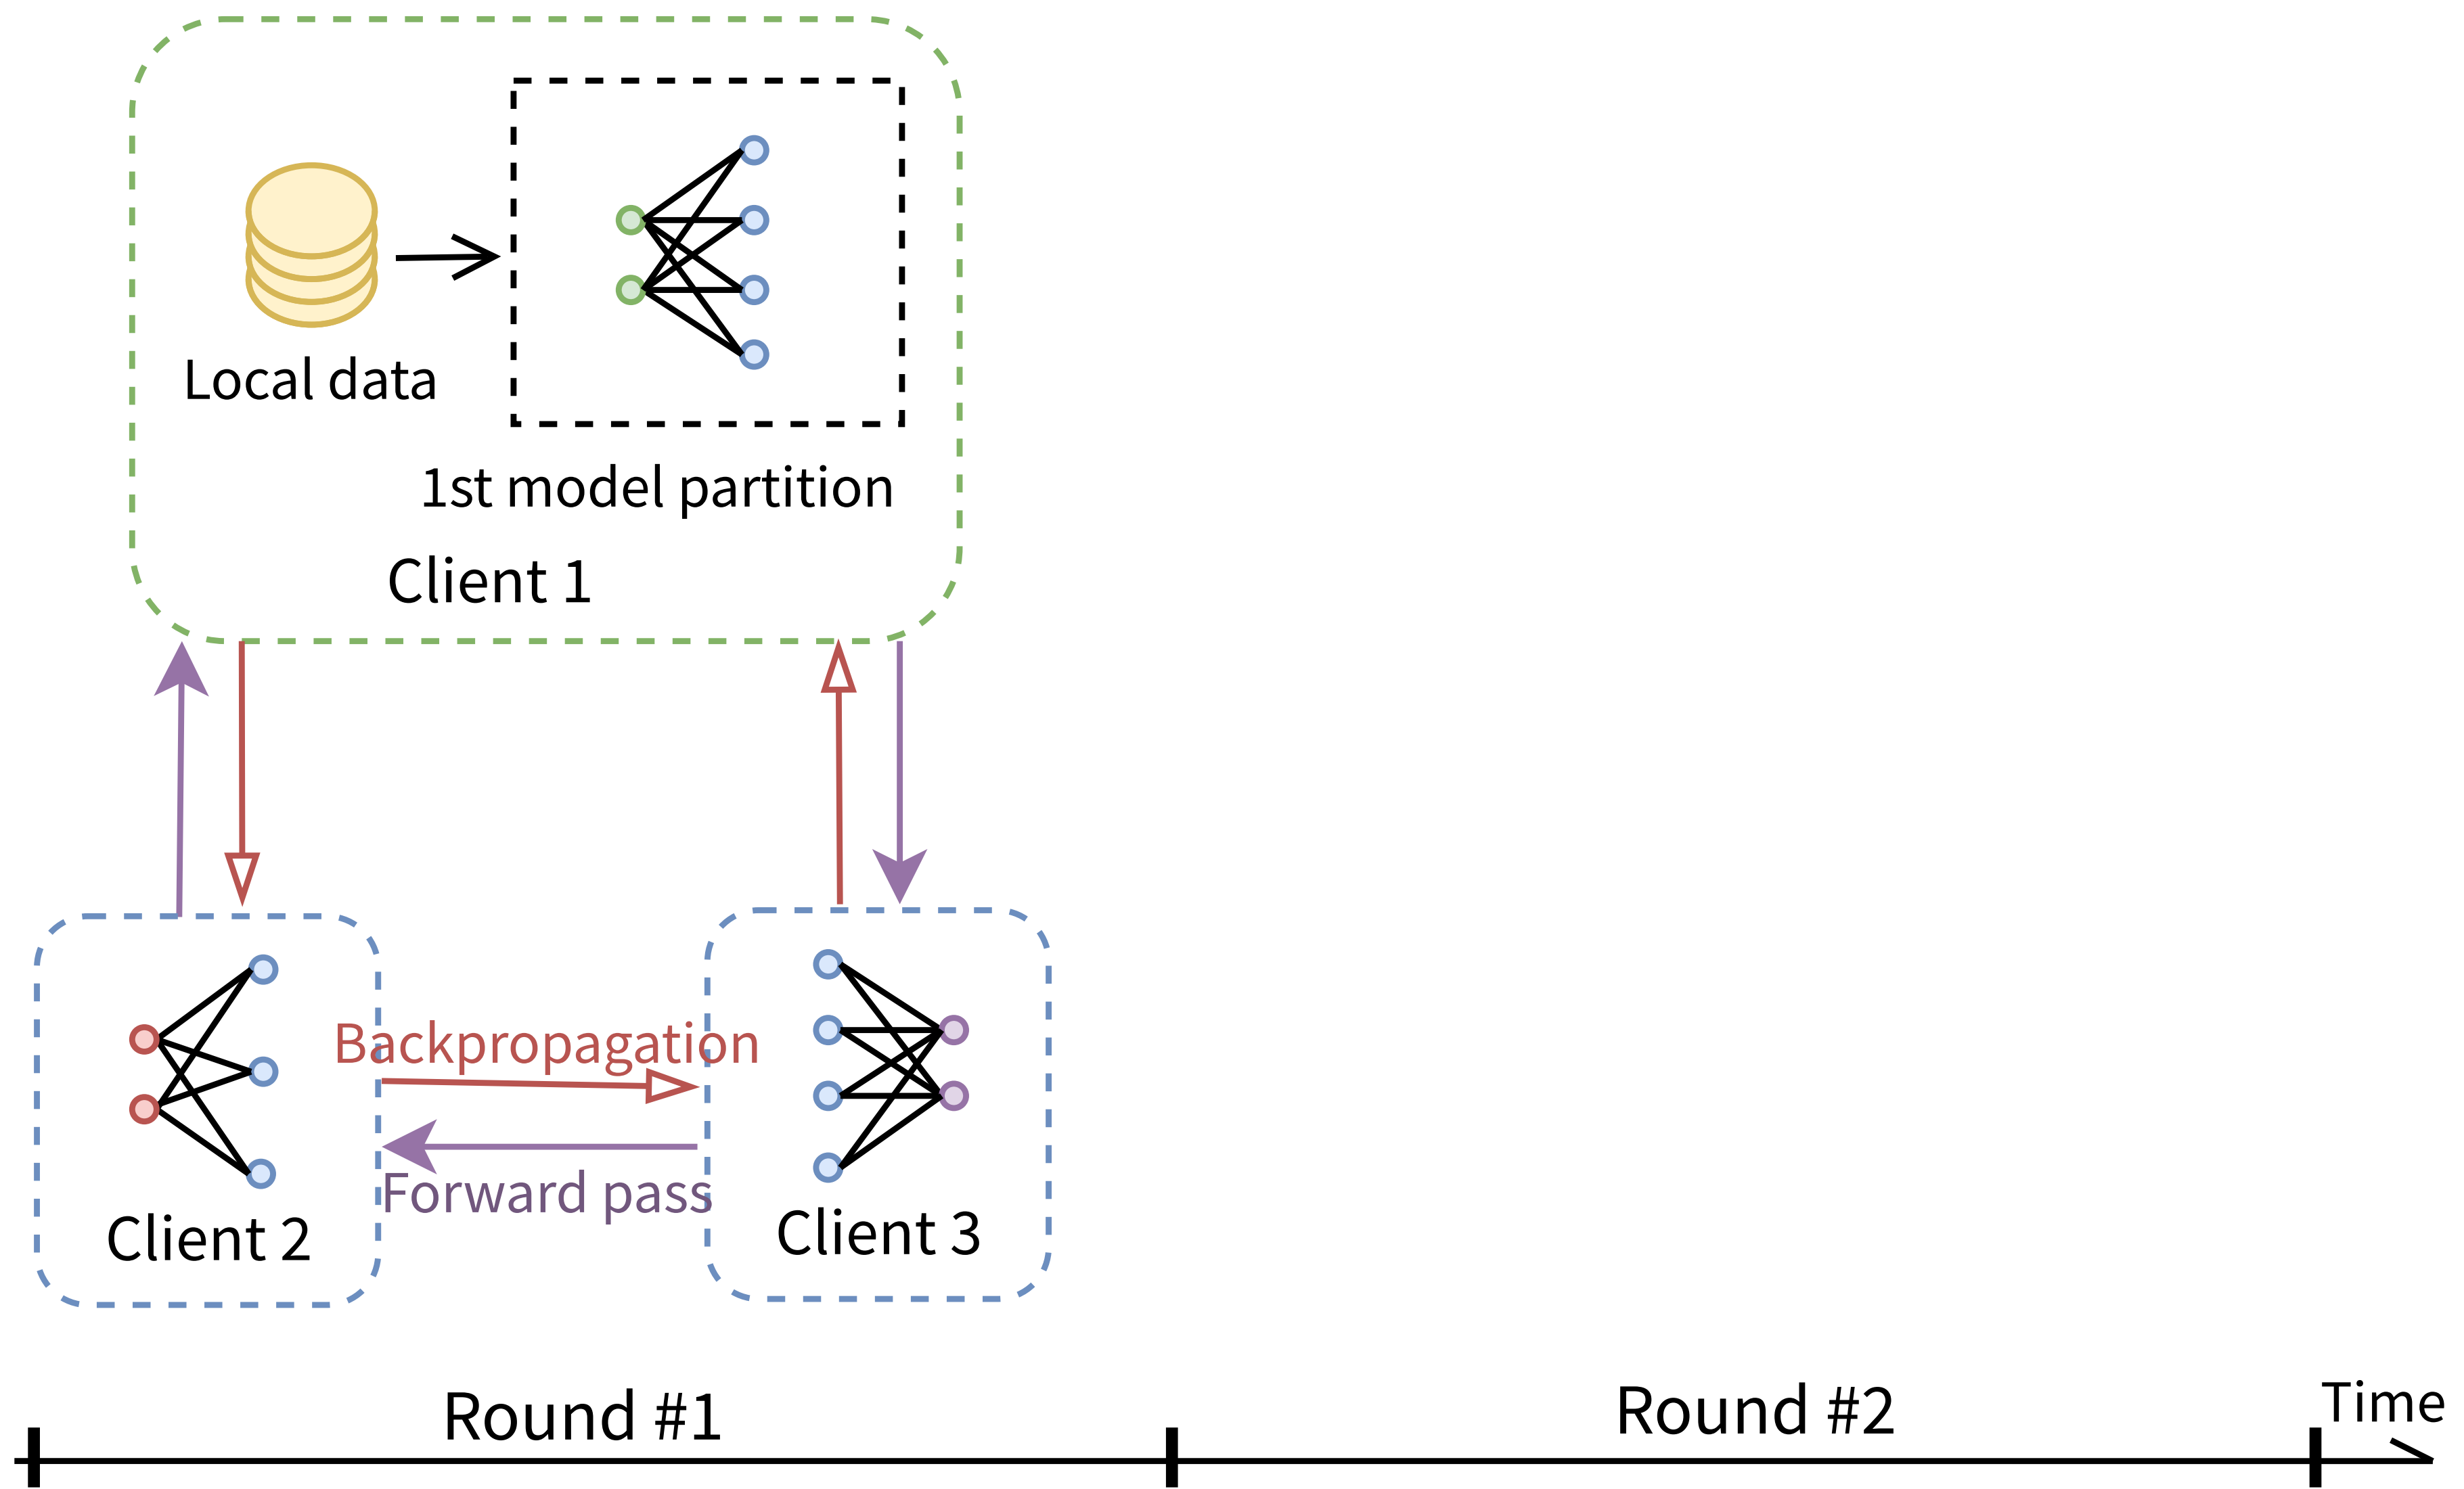 Local data
1st model partition
Client 1
Backpropagation
Forward pass
Client 2
Client 3
Round #1
Round #2
Time